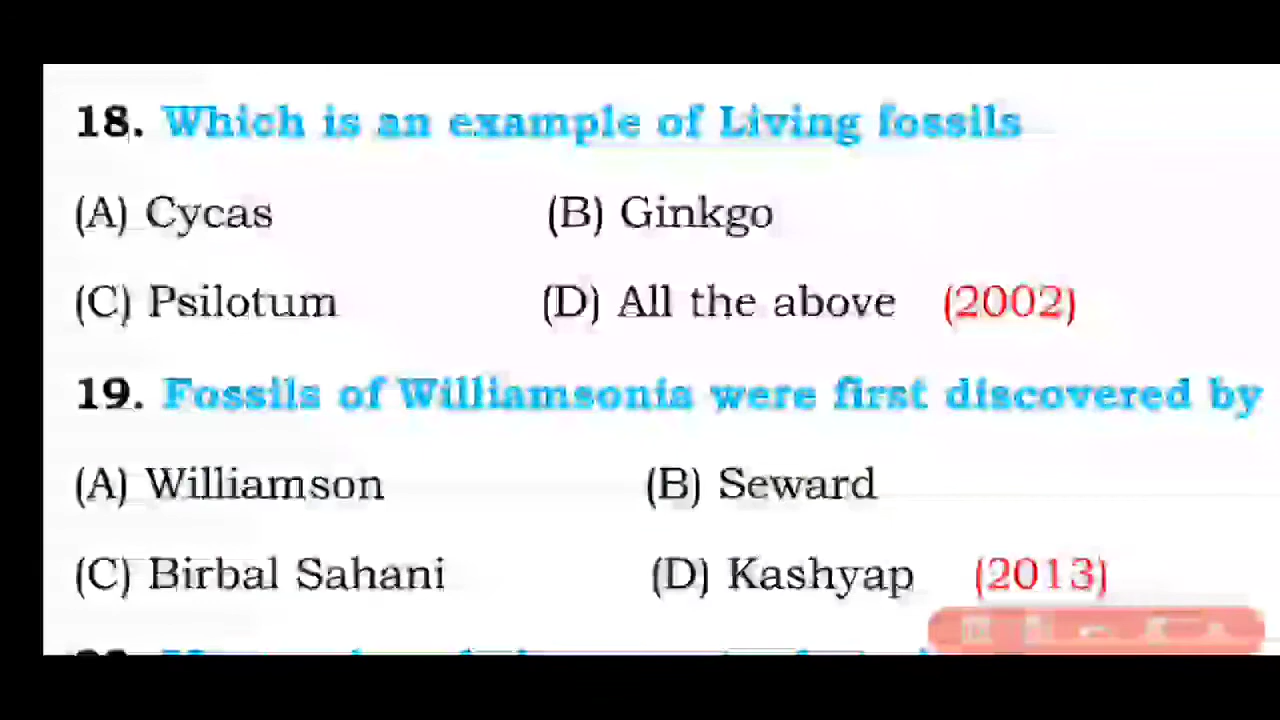 18. Which is an example of Living fossils
(A) Cycas (B) Ginkgo
(C) Psilotum (D) All the above (2002)
19. Fossils of Williamsonia were first discovered by
(A) Williamson (B) Seward
(C) Birbal Sahani (D) Kashyap (2013)